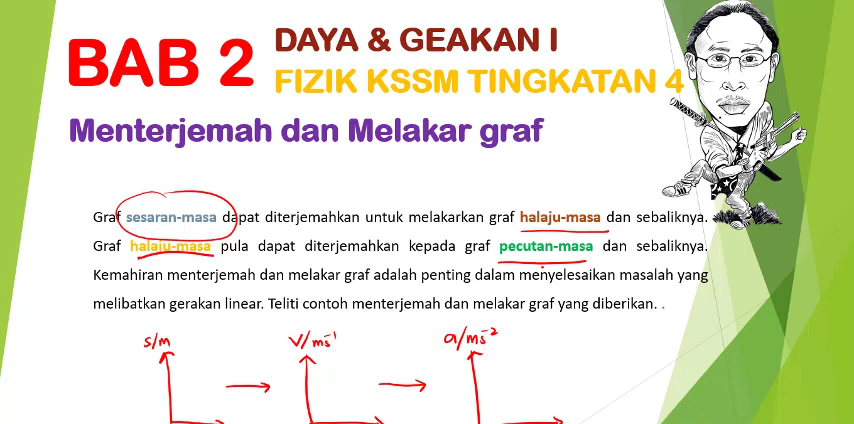 BAB 2
DAYA & GEAKAN I
FIZIK KSSM TINGKATAN 4
Menterjemah dan Melakar graf
Graf sesaran-masa dapat diterjemahkan untuk melakarkan graf halaju-masa dan sebaliknya.
Graf halaju-masa pula dapat diterjemahkan kepada graf pecutan-masa dan sebaliknya.
Kemahiran menterjemah dan melakar graf adalah penting dalam menyelesaikan masalah yang
melibatkan gerakan linear. Teliti contoh menterjemah dan melakar graf yang diberikan. .
s/m
v/ms⁻¹
a/ms⁻²